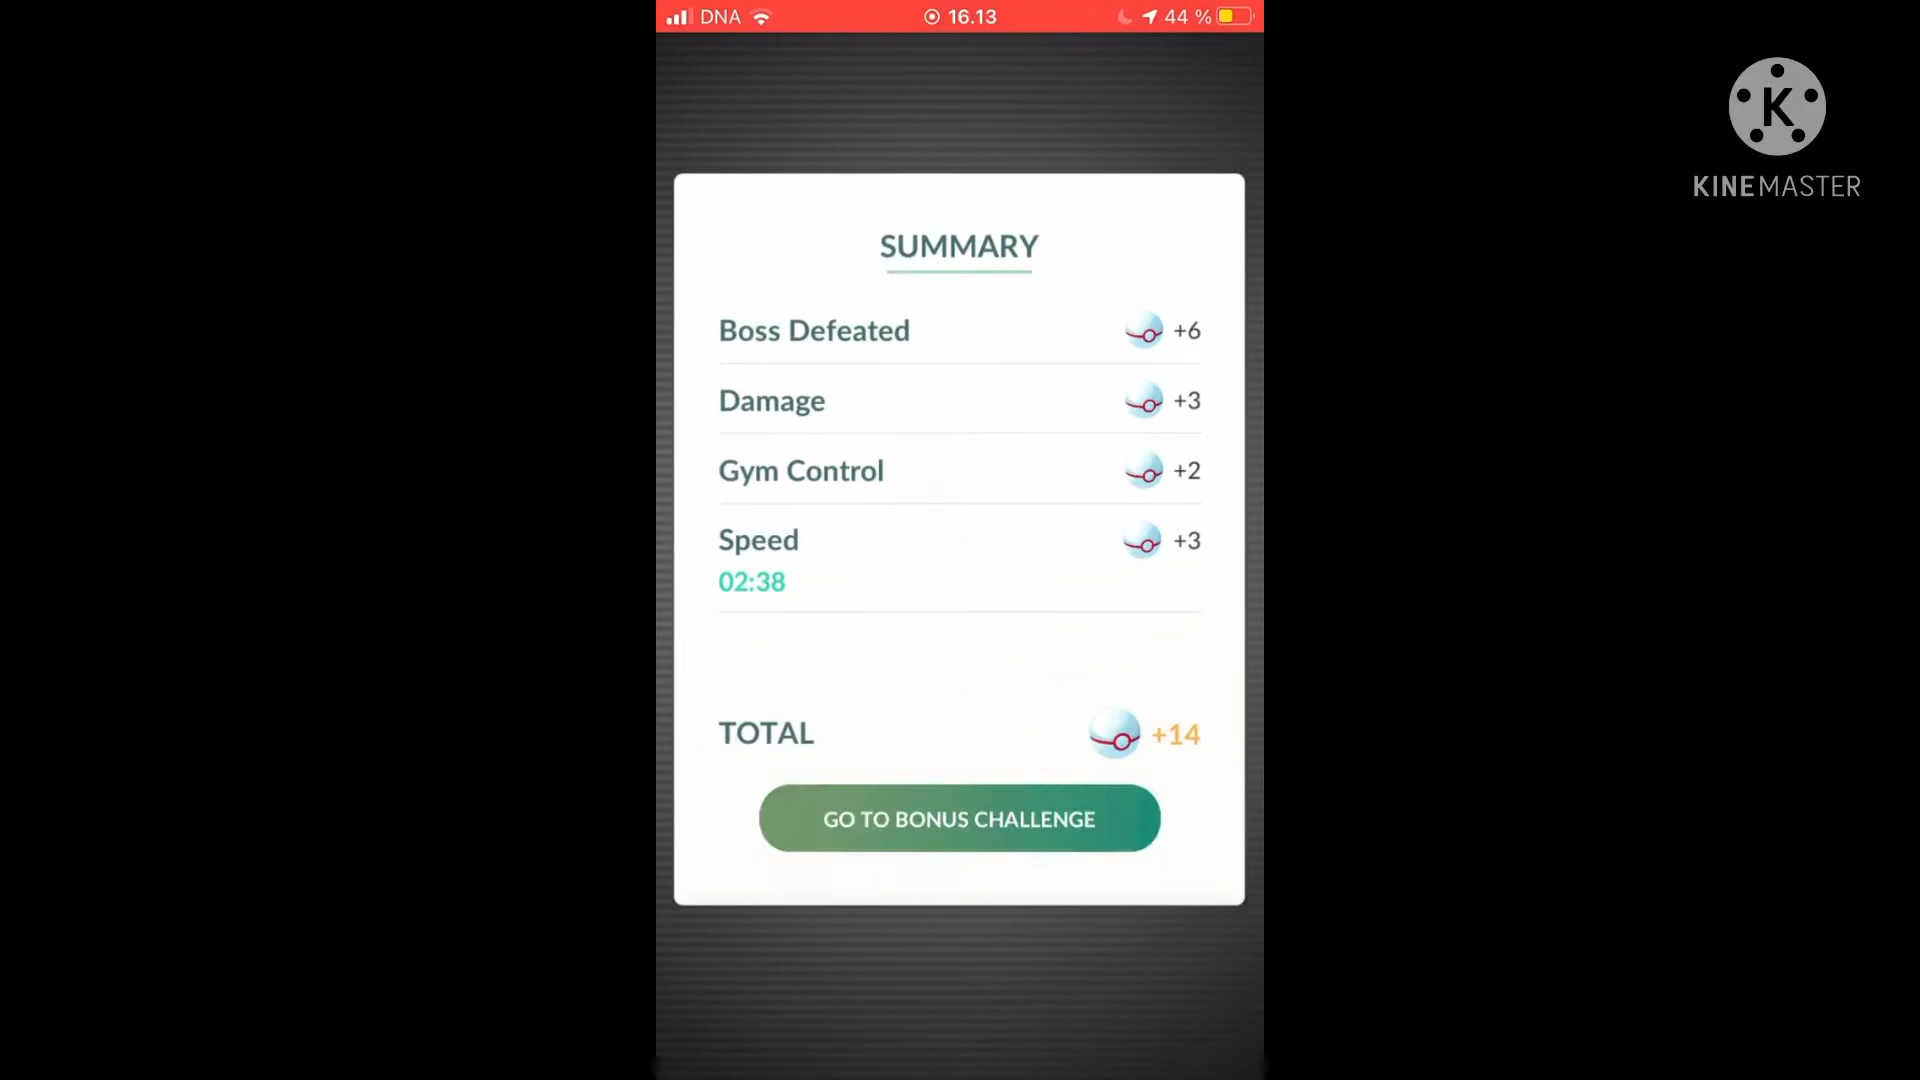 DNA 16.13 44 %
K
KINEMASTER
SUMMARY
Boss Defeated +6
Damage +3
Gym Control +2
Speed +3
02:38
TOTAL +14
GO TO BONUS CHALLENGE